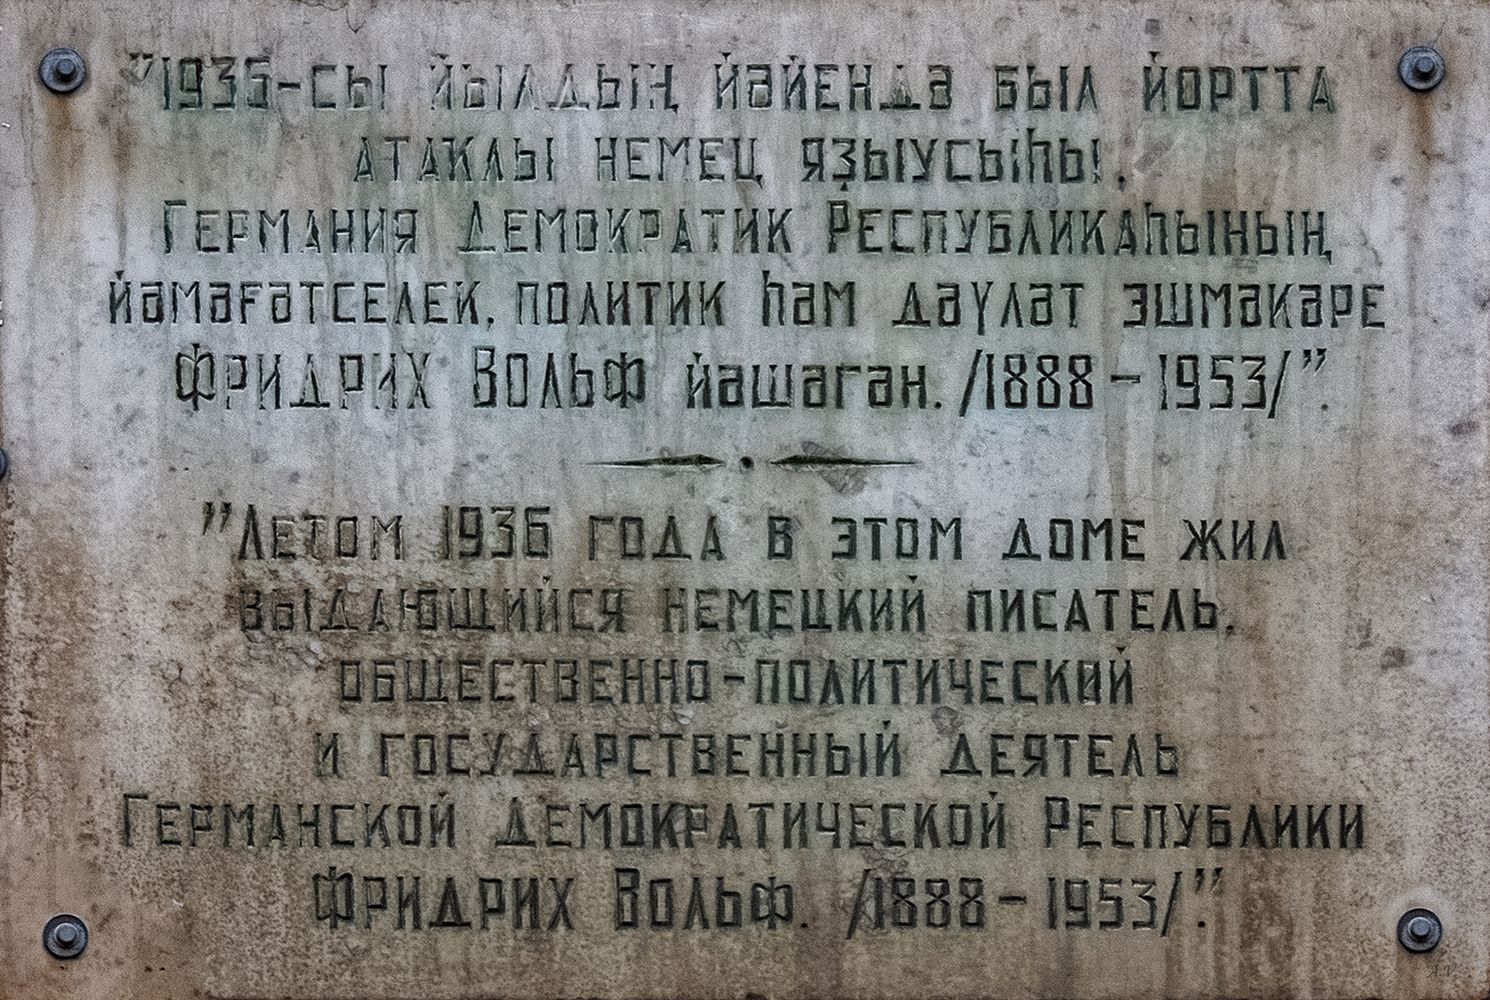 "1936-сы йылдың йәйендә был йортта
атаклы немец яҙыусыһы,
Германия Демократик Республикаһының
йәмәғәтселек, политик һәм дәүләт эшмәкәре
Фридрих Вольф йәшәгән. /1888-1953/".
"Летом 1936 года в этом доме жил
выдающийся немецкий писатель,
общественно-политический
и государственный деятель
Германской Демократической Республики
Фридрих Вольф. /1888-1953/".
A.V.